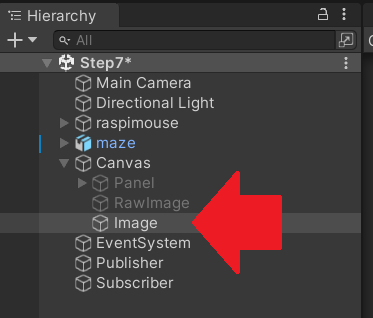 Hierarchy
All
Step7*
Main Camera
Directional Light
raspimouse
maze
Canvas
Panel
RawImage
Image
EventSystem
Publisher
Subscriber